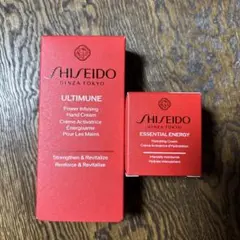 SHISEIDO
GINZA TOKYO
ULTIMUNE
Power Infusing
Hand Cream
Crème Activatrice
Énergisante
Pour Les Mains
Strengthen & Revitalize
Renforce & Revitalise
SHISEIDO
GINZA TOKYO
ESSENTIAL ENERGY
Hydrating Cream